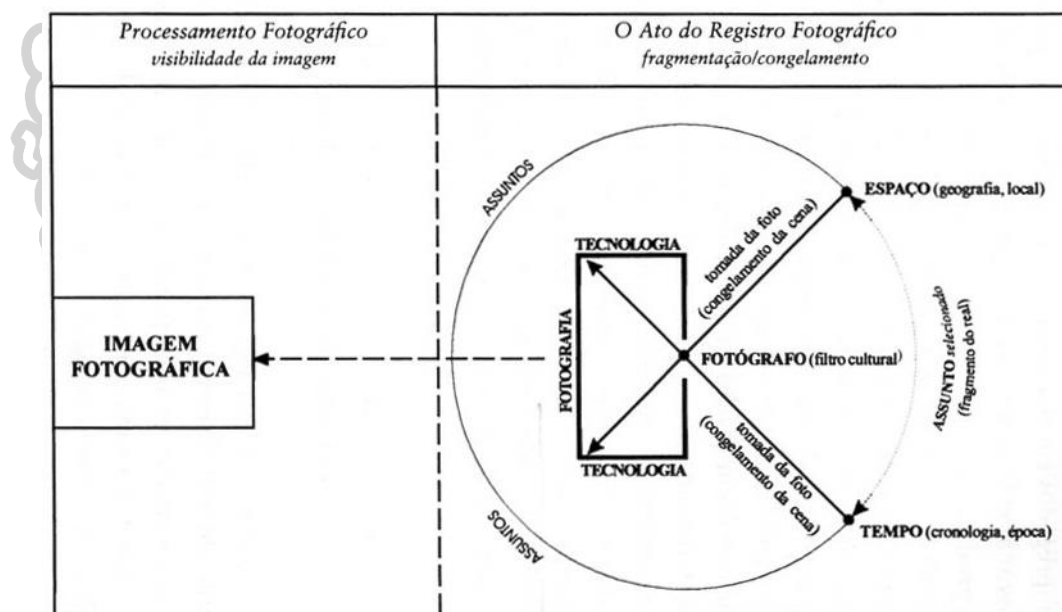 Processamento Fotográfico
visibilidade da imagem
O Ato do Registro Fotográfico
fragmentação/congelamento
ASSUNTOS
ESPAÇO (geografia, local)
tomada da foto
(congelamento da cena)
TECNOLOGIA
IMAGEM
FOTOGRÁFICA
FOTOGRAFIA
FOTÓGRAFO (filtro cultural)
ASSUNTO selecionado
(fragmento do real)
tomada da foto
(congelamento da cena)
TECNOLOGIA
ASSUNTOS
TEMPO (cronologia, época)